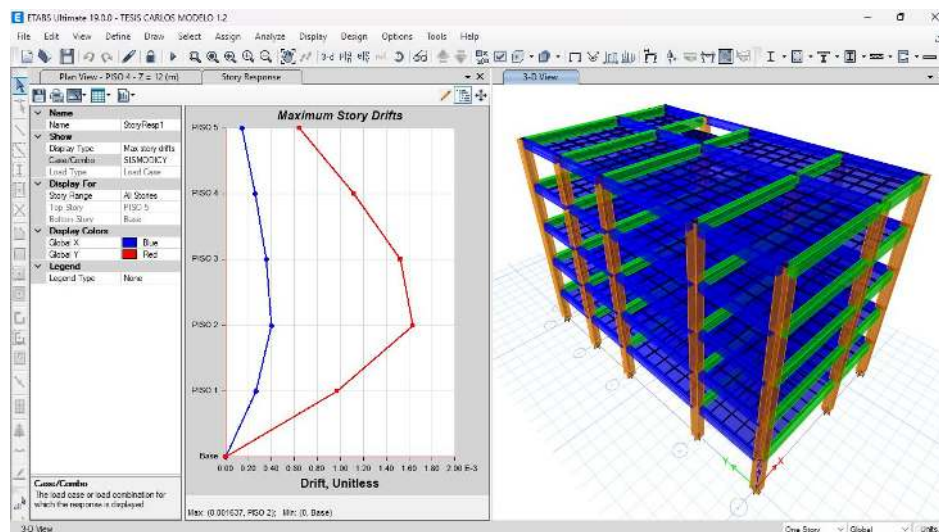 ETABS Ultimate 19.0.0 - TESIS CARLOS MODELO 1.2
File Edit View Define Draw Select Assign Analyze Display Design Options Tools Help
Plan View - PISO 4 - Z = 12 (m)
Story Response
3-D View
Name
Name StoryResp1
Show
Display Type Max story drifts
Case/Combo SISMODICY
Load Type Load Case
Display For
Story Range All Stories
Top Story PISO 5
Bottom Story Base
Display Colors
Global X Blue
Global Y Red
Legend
Legend Type None
Case/Combo
The load case or load combination for
which the response is displayed
Maximum Story Drifts
PISO 5
PISO 4
PISO 3
PISO 2
PISO 1
Base
0.00 0.20 0.40 0.60 0.80 1.00 1.20 1.40 1.60 1.80 2.00 E-3
Drift, Unitless
Max: (0.001637, PISO 2); Min: (0, Base)
Y X
3-D View
One Story Global Units